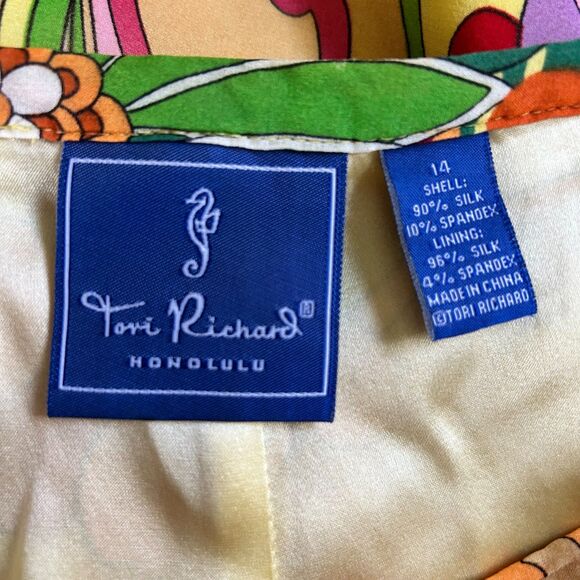 Tori Richard®
HONOLULU
14
SHELL:
90% SILK
10% SPANDEX
LINING:
96% SILK
4% SPANDEX
MADE IN CHINA
©TORI RICHARD